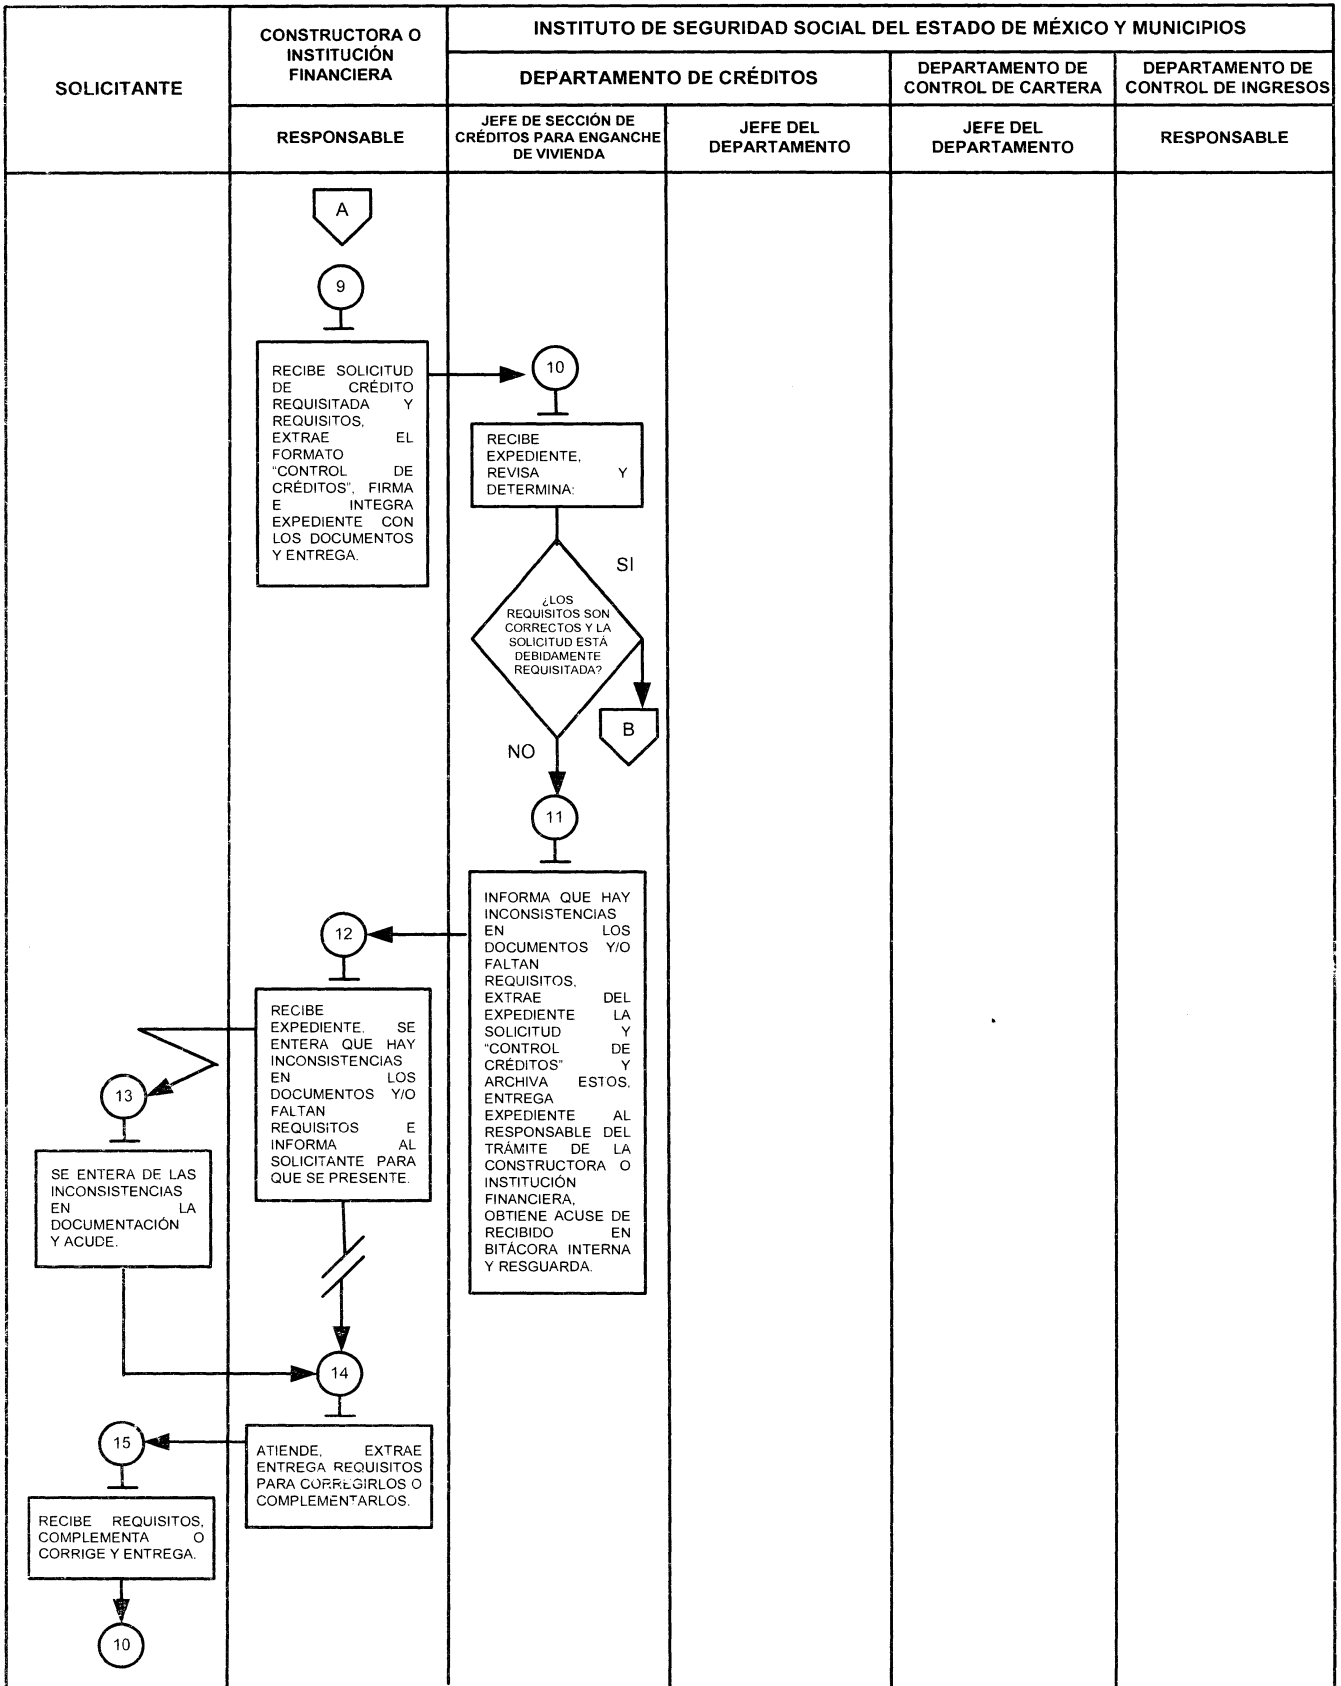 SOLICITANTE
CONSTRUCTORA O
INSTITUCIÓN
FINANCIERA
RESPONSABLE
INSTITUTO DE SEGURIDAD SOCIAL DEL ESTADO DE MÉXICO Y MUNICIPIOS
DEPARTAMENTO DE CRÉDITOS
DEPARTAMENTO DE
CONTROL DE CARTERA
DEPARTAMENTO DE
CONTROL DE INGRESOS
JEFE DE SECCIÓN DE
CRÉDITOS PARA ENGANCHE
DE VIVIENDA
JEFE DEL
DEPARTAMENTO
JEFE DEL
DEPARTAMENTO
RESPONSABLE
A
9
RECIBE SOLICITUD
DE CRÉDITO
REQUISITADA Y
REQUISITOS,
EXTRAE EL
FORMATO
“CONTROL DE
CRÉDITOS”, FIRMA
E INTEGRA
EXPEDIENTE CON
LOS DOCUMENTOS
Y ENTREGA.
10
RECIBE
EXPEDIENTE,
REVISA Y
DETERMINA:
SI
¿LOS
REQUISITOS SON
CORRECTOS Y LA
SOLICITUD ESTÁ
DEBIDAMENTE
REQUISITADA?
B
NO
11
INFORMA QUE HAY
INCONSISTENCIAS
EN LOS
DOCUMENTOS Y/O
FALTAN
REQUISITOS,
EXTRAE DEL
EXPEDIENTE LA
SOLICITUD Y
“CONTROL DE
CRÉDITOS” Y
ARCHIVA ESTOS,
ENTREGA
EXPEDIENTE AL
RESPONSABLE DEL
TRÁMITE DE LA
CONSTRUCTORA O
INSTITUCIÓN
FINANCIERA,
OBTIENE ACUSE DE
RECIBIDO EN
BITÁCORA INTERNA
Y RESGUARDA.
12
RECIBE
EXPEDIENTE. SE
ENTERA QUE HAY
INCONSISTENCIAS
EN LOS
DOCUMENTOS Y/O
FALTAN
REQUISITOS E
INFORMA AL
SOLICITANTE PARA
QUE SE PRESENTE.
13
SE ENTERA DE LAS
INCONSISTENCIAS
EN LA
DOCUMENTACIÓN
Y ACUDE.
14
ATIENDE, EXTRAE
ENTREGA REQUISITOS
PARA CORREGIRLOS O
COMPLEMENTARLOS.
15
RECIBE REQUISITOS,
COMPLEMENTA O
CORRIGE Y ENTREGA.
10